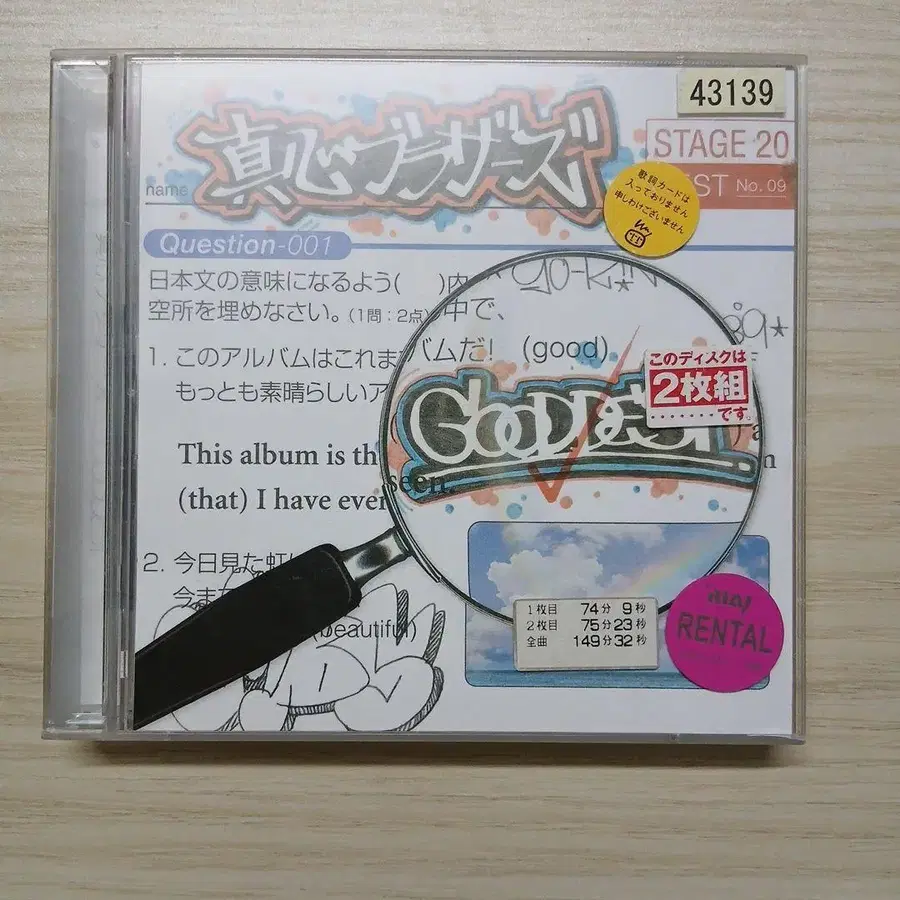 43139
真心ブラザーズ
STAGE 20
name
EST No. 09
歌詞カードは
入っておりません
申しわけございません
Question-001
日本文の意味になるよう(　)内
空所を埋めなさい。(1問:2点) 中で、
1. このアルバムはこれま バムだ! (good)
もっとも素晴らしいア
このディスクは
2枚組
です。
GOODDEST
This album is th
seen.
(that) I have ever
2. 今日見た虹
今ま
(beautiful)
1枚目 74分 9秒
2枚目 75分23秒
全曲 149分32秒
RIAJ
RENTAL